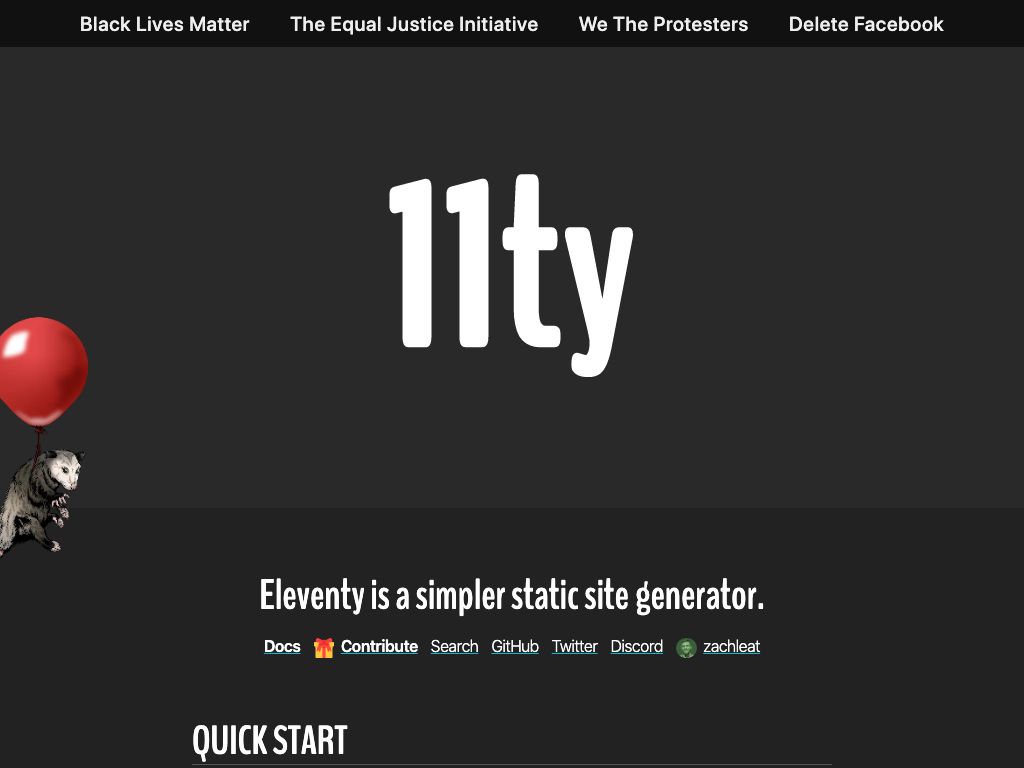 Black Lives Matter The Equal Justice Initiative We The Protesters Delete Facebook
11ty
Eleventy is a simpler static site generator.
Docs Contribute Search GitHub Twitter Discord zachleat
QUICK START